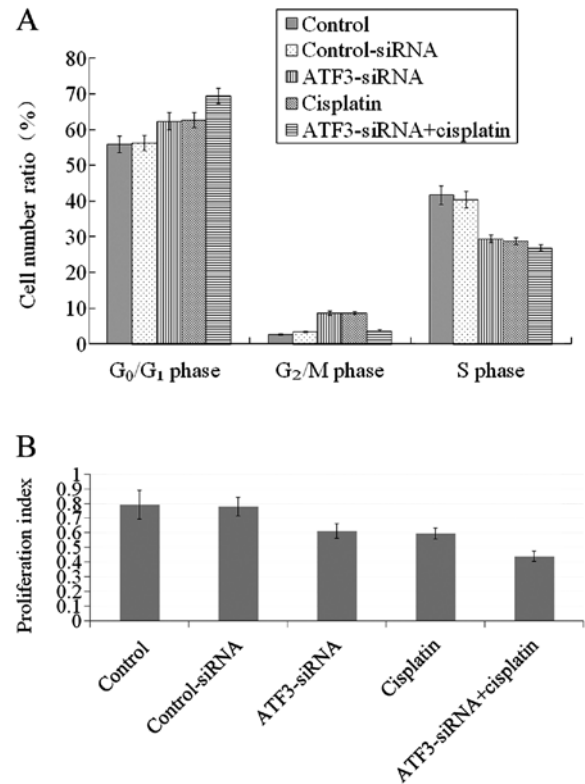 A
Control
Control-siRNA
ATF3-siRNA
Cisplatin
ATF3-siRNA+cisplatin
Cell number ratio (%)
80
70
60
50
40
30
20
10
0
G₀/G₁ phase
G₂/M phase
S phase
B
Proliferation index
1
0.9
0.8
0.7
0.6
0.5
0.4
0.3
0.2
0.1
0
Control
Control-siRNA
ATF3-siRNA
Cisplatin
ATF3-siRNA+cisplatin